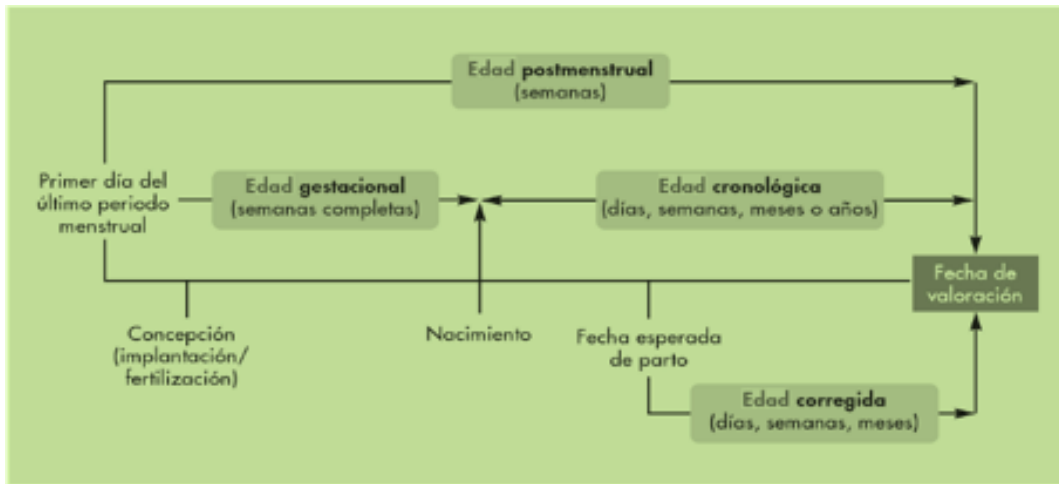 Edad postmenstrual
(semanas)
Primer día del
último periodo
menstrual
Edad gestacional
(semanas completas)
Edad cronológica
(días, semanas, meses o años)
Fecha de
valoración
Concepción
(implantación/
fertilización)
Nacimiento
Fecha esperada
de parto
Edad corregida
(días, semanas, meses)